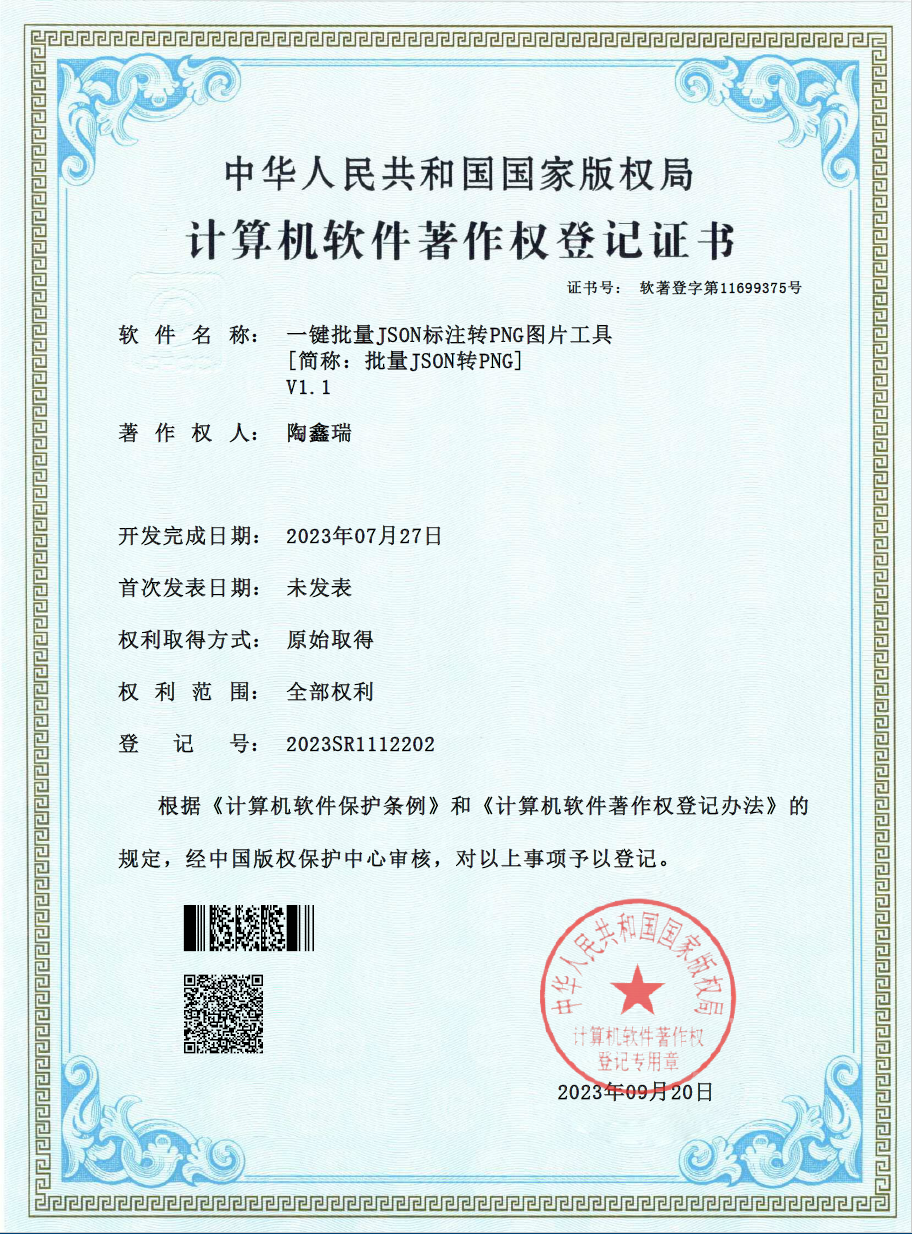 中华人民共和国国家版权局
计算机软件著作权登记证书
证书号： 软著登字第11699375号
软件名称： 一键批量JSON标注转PNG图片工具
[简称：批量JSON转PNG]
V1.1
著作权人： 陶鑫瑞
开发完成日期： 2023年07月27日
首次发表日期： 未发表
权利取得方式： 原始取得
权利范围： 全部权利
登记号： 2023SR1112202
根据《计算机软件保护条例》和《计算机软件著作权登记办法》的
规定，经中国版权保护中心审核，对以上事项予以登记。
中华人民共和国国家版权局
计算机软件著作权
登记专用章
2023年09月20日